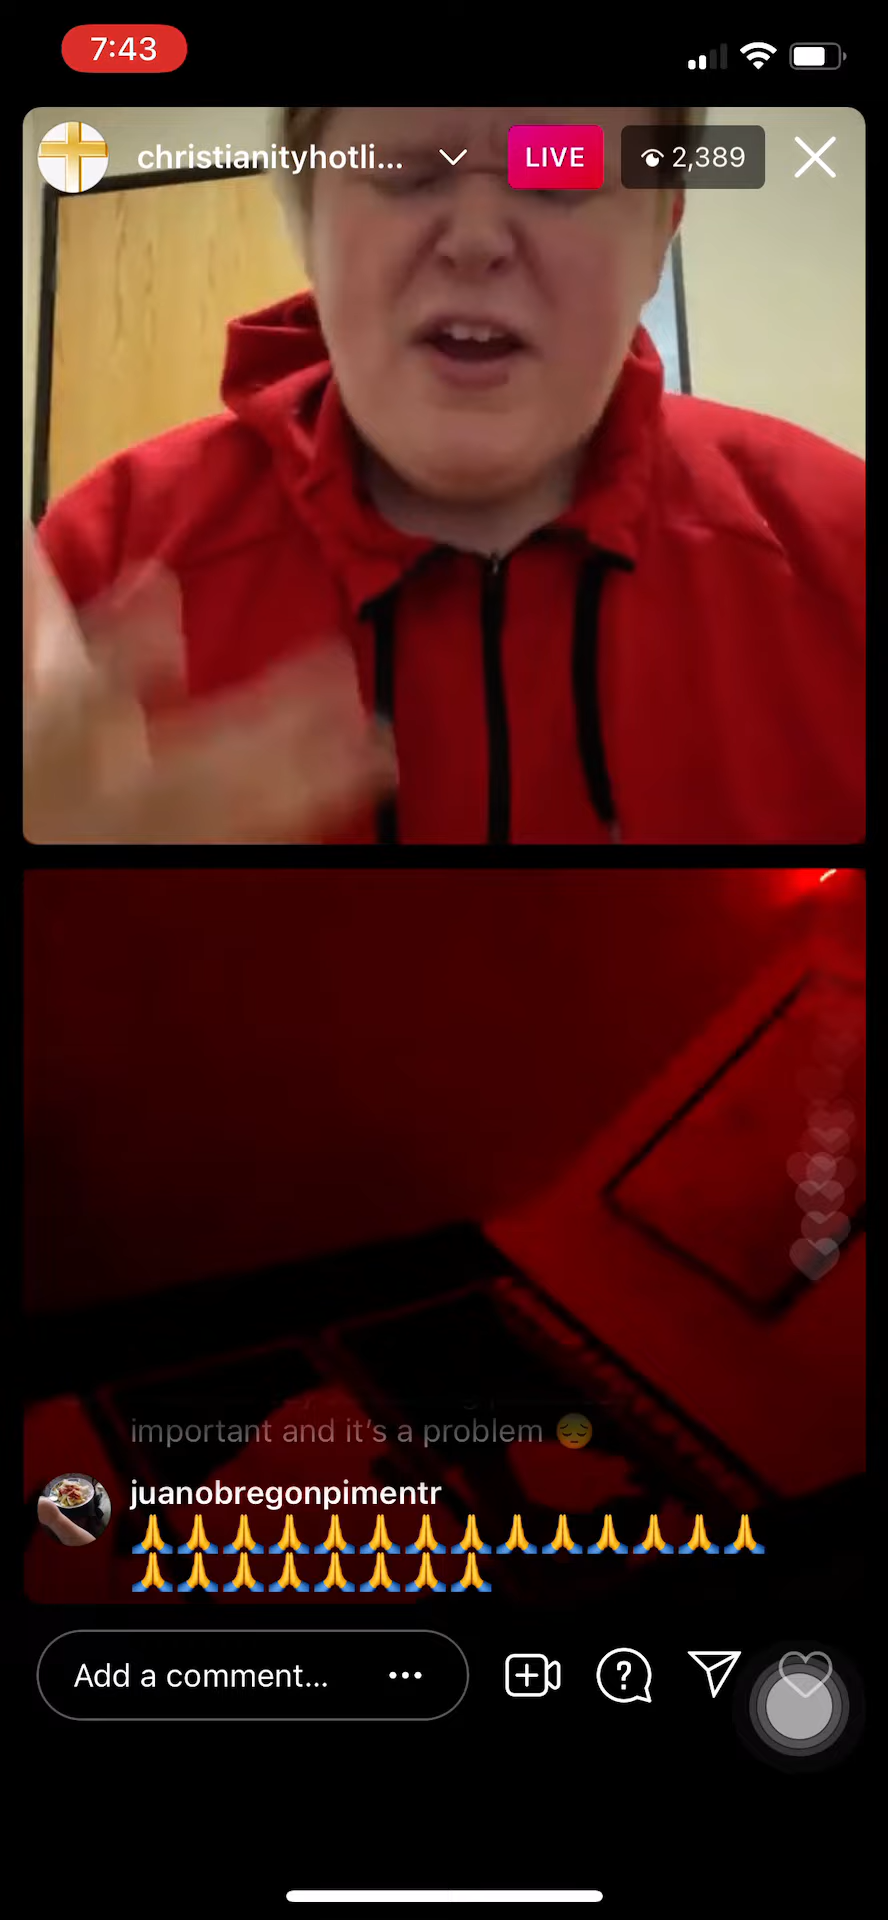 7:43
christianityhotli...
LIVE
2,389
important and it's a problem 😔
juanobregonpimentr
🙏🙏🙏🙏🙏🙏🙏🙏🙏🙏🙏🙏🙏🙏
🙏🙏🙏🙏🙏🙏🙏🙏
Add a comment...